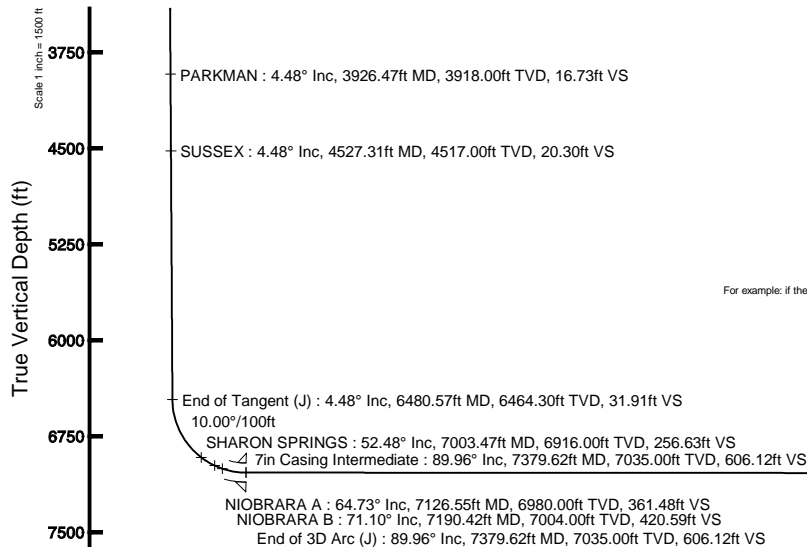 Scale 1 inch = 1500 ft
True Vertical Depth (ft)
3750
PARKMAN : 4.48° Inc, 3926.47ft MD, 3918.00ft TVD, 16.73ft VS
4500
SUSSEX : 4.48° Inc, 4527.31ft MD, 4517.00ft TVD, 20.30ft VS
5250
For example: if the
6000
End of Tangent (J) : 4.48° Inc, 6480.57ft MD, 6464.30ft TVD, 31.91ft VS
10.00°/100ft
6750
SHARON SPRINGS : 52.48° Inc, 7003.47ft MD, 6916.00ft TVD, 256.63ft VS
7in Casing Intermediate : 89.96° Inc, 7379.62ft MD, 7035.00ft TVD, 606.12ft VS
NIOBRARA A : 64.73° Inc, 7126.55ft MD, 6980.00ft TVD, 361.48ft VS
NIOBRARA B : 71.10° Inc, 7190.42ft MD, 7004.00ft TVD, 420.59ft VS
7500
End of 3D Arc (J) : 89.96° Inc, 7379.62ft MD, 7035.00ft TVD, 606.12ft VS